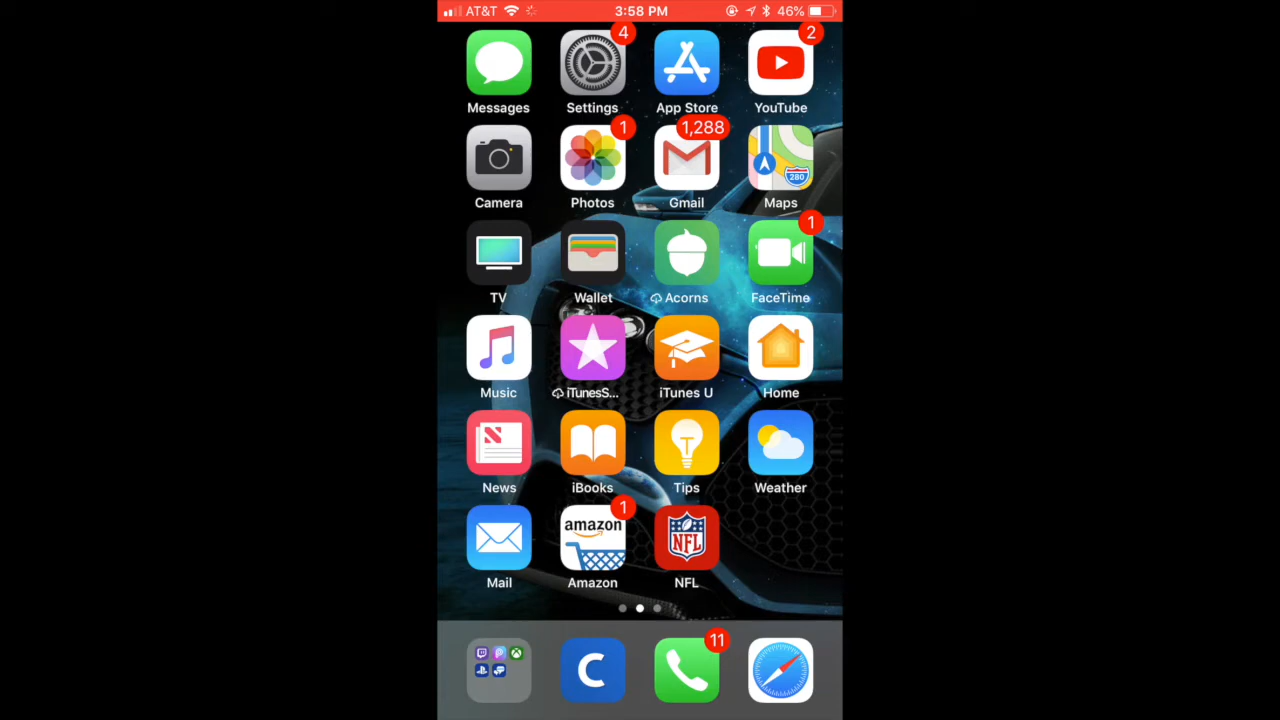 AT&T 3:58 PM 46%
4 2
Messages Settings App Store YouTube
1 1,288
280
Camera Photos Gmail Maps
1
TV Wallet Acorns FaceTime
Music iTunesS... iTunes U Home
N
News iBooks Tips Weather
1
amazon NFL
Mail Amazon NFL
11
C